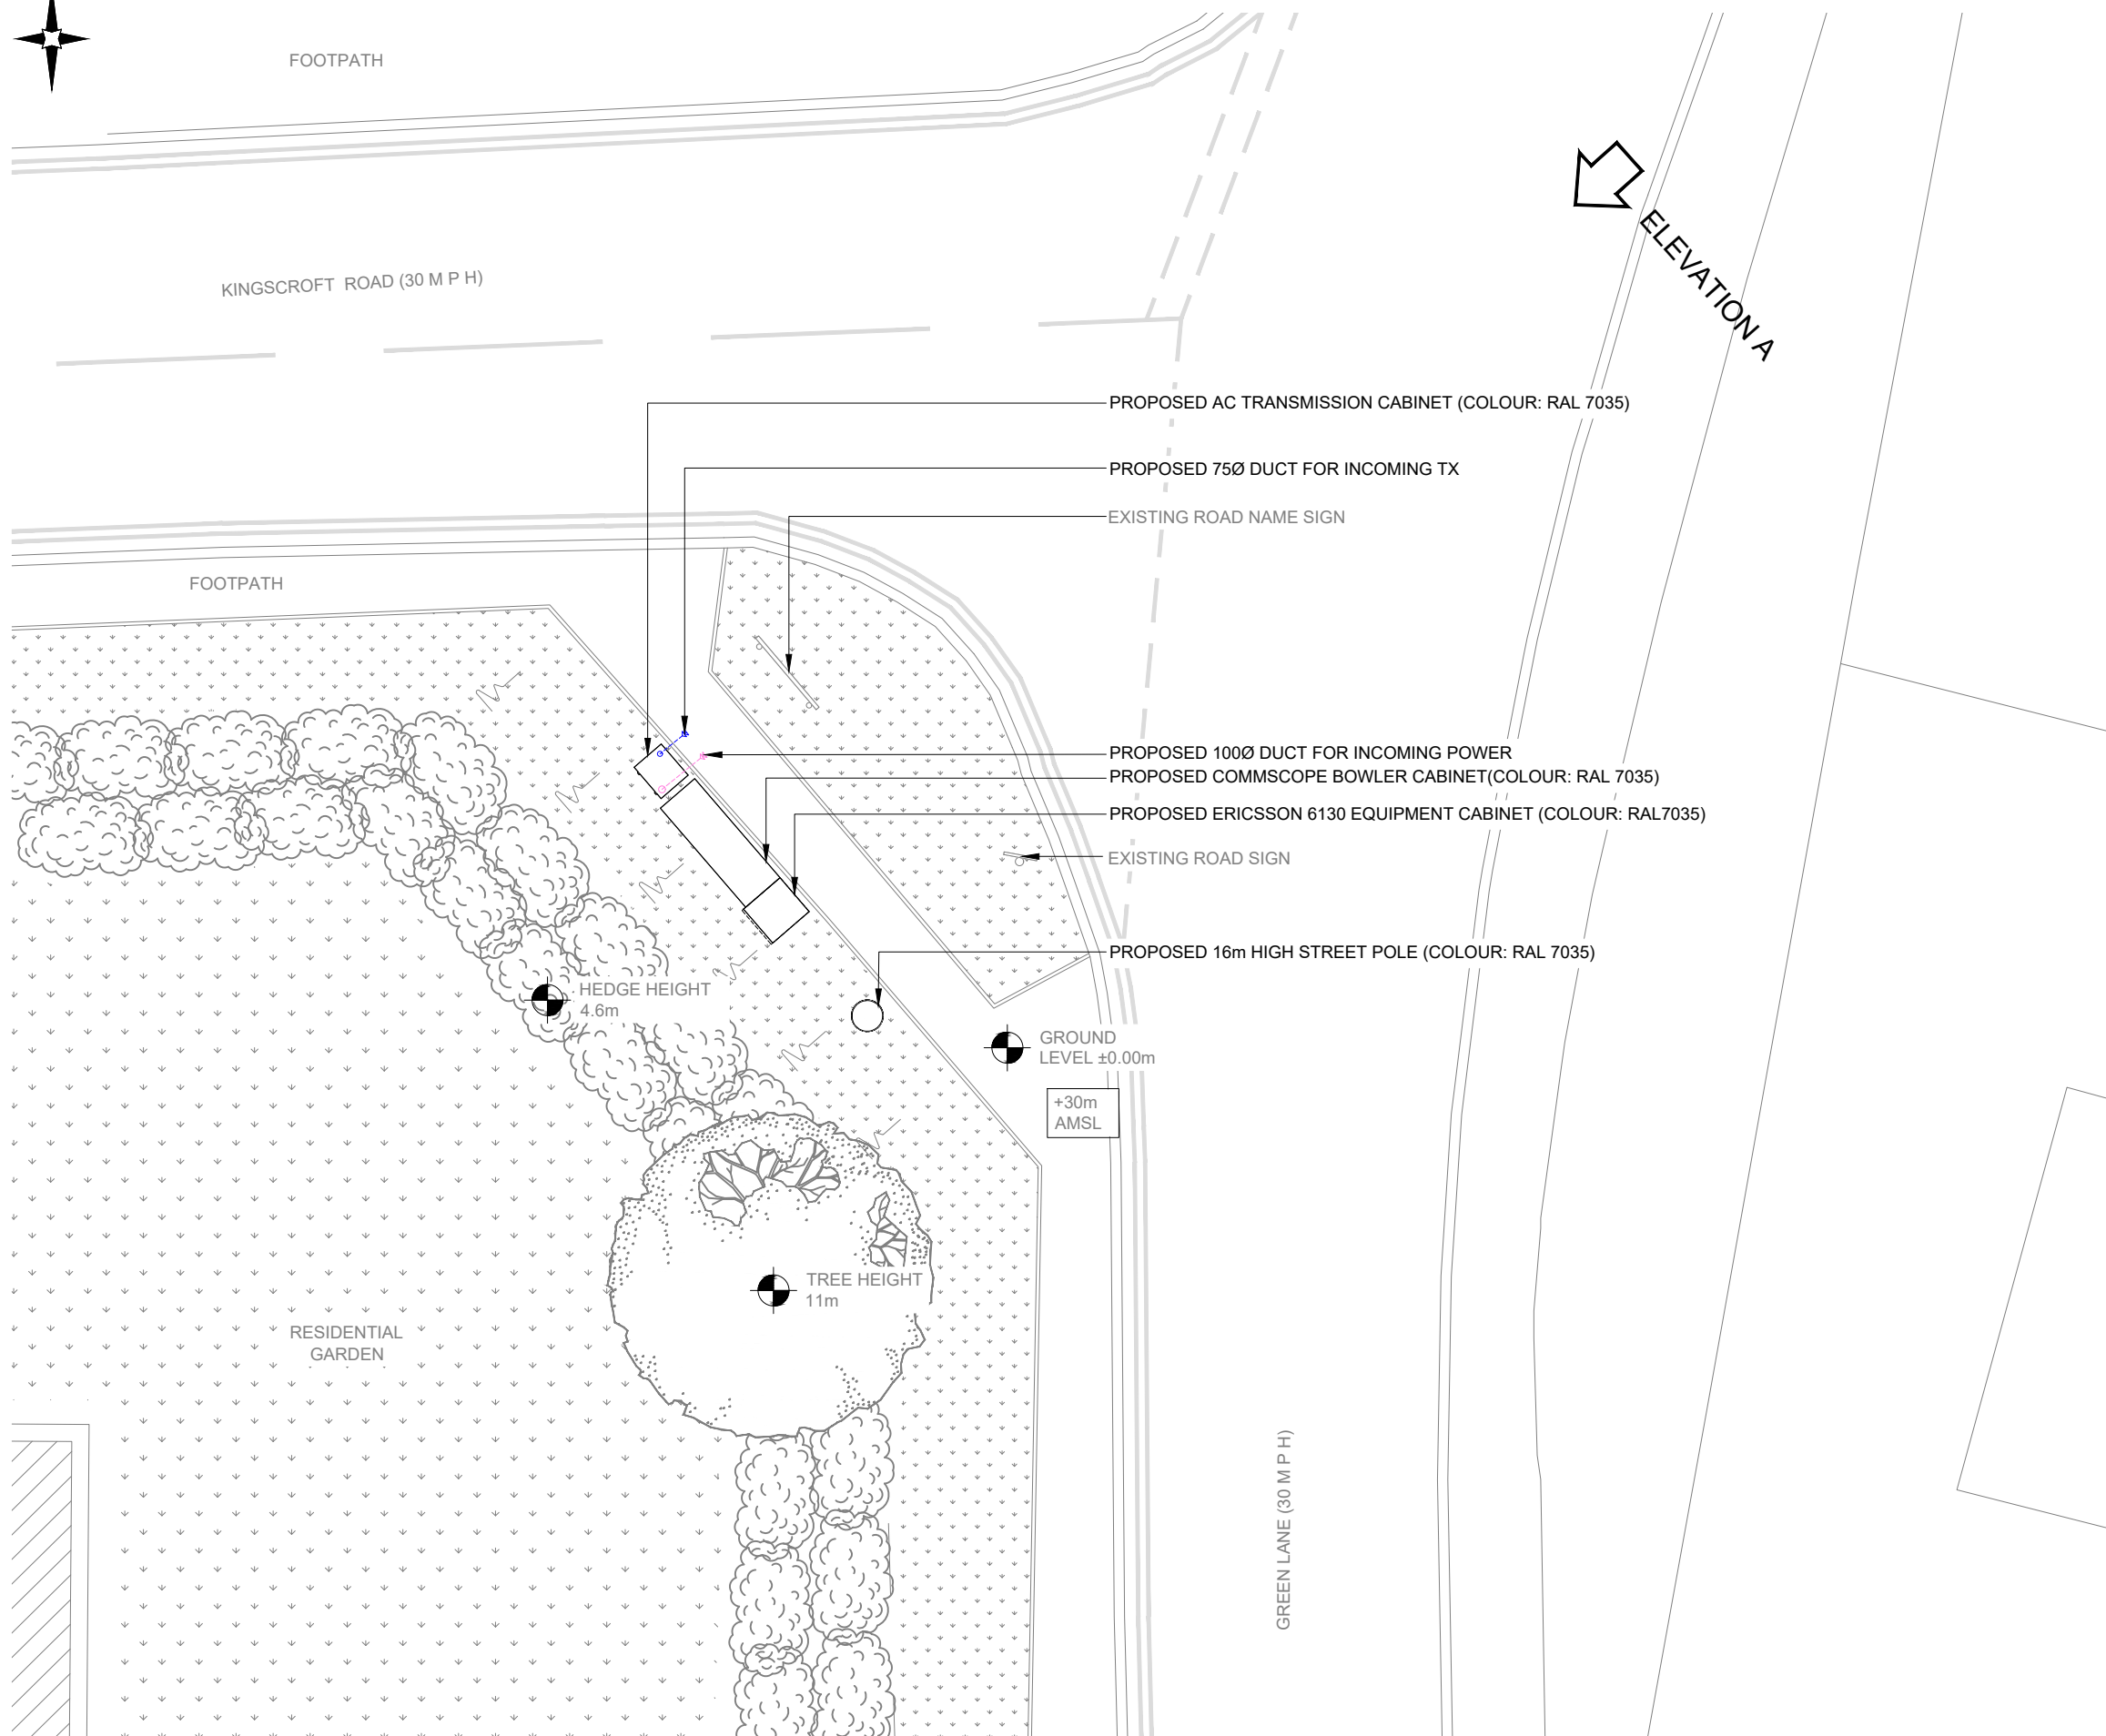 FOOTPATH
KINGSCROFT ROAD (30 M P H)
ELEVATION A
PROPOSED AC TRANSMISSION CABINET (COLOUR: RAL 7035)
PROPOSED 75Ø DUCT FOR INCOMING TX
EXISTING ROAD NAME SIGN
FOOTPATH
PROPOSED 100Ø DUCT FOR INCOMING POWER
PROPOSED COMMSCOPE BOWLER CABINET(COLOUR: RAL 7035)
PROPOSED ERICSSON 6130 EQUIPMENT CABINET (COLOUR: RAL7035)
EXISTING ROAD SIGN
PROPOSED 16m HIGH STREET POLE (COLOUR: RAL 7035)
HEDGE HEIGHT
4.6m
GROUND
LEVEL ±0.00m
+30m
AMSL
TREE HEIGHT
11m
RESIDENTIAL
GARDEN
GREEN LANE (30 M P H)